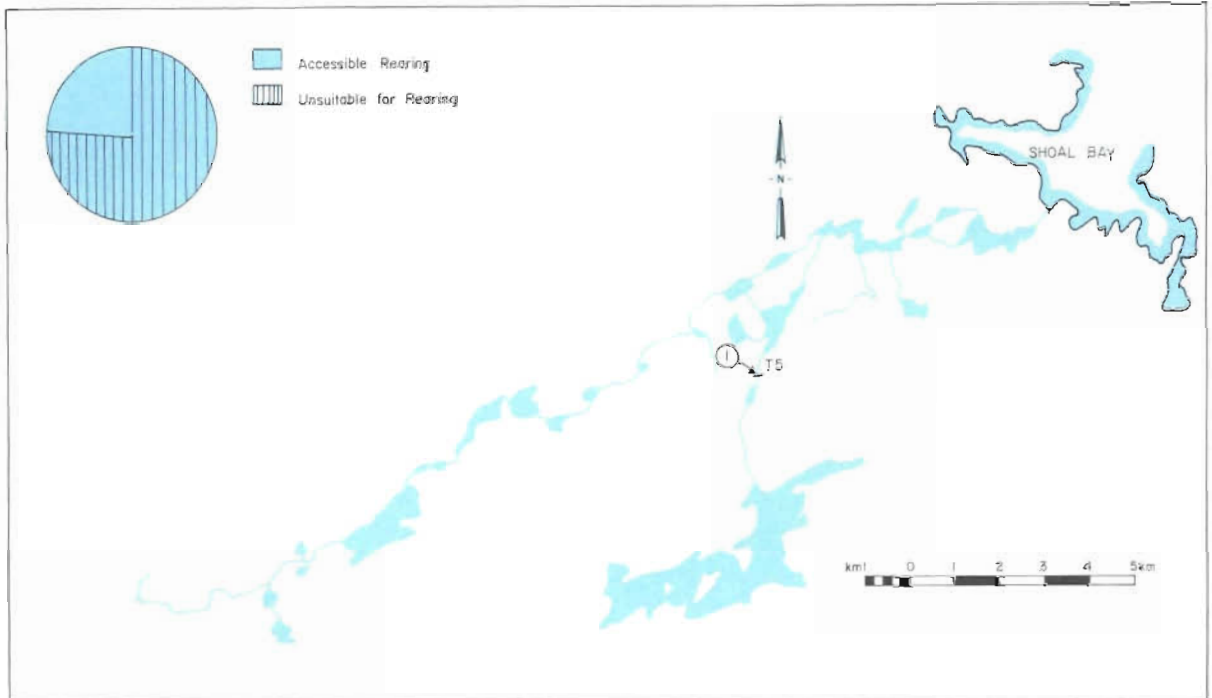 Accessible Rearing
Unsuitable for Rearing
SHOAL BAY
- N -
1
T5
km1 0 1 2 3 4 5km